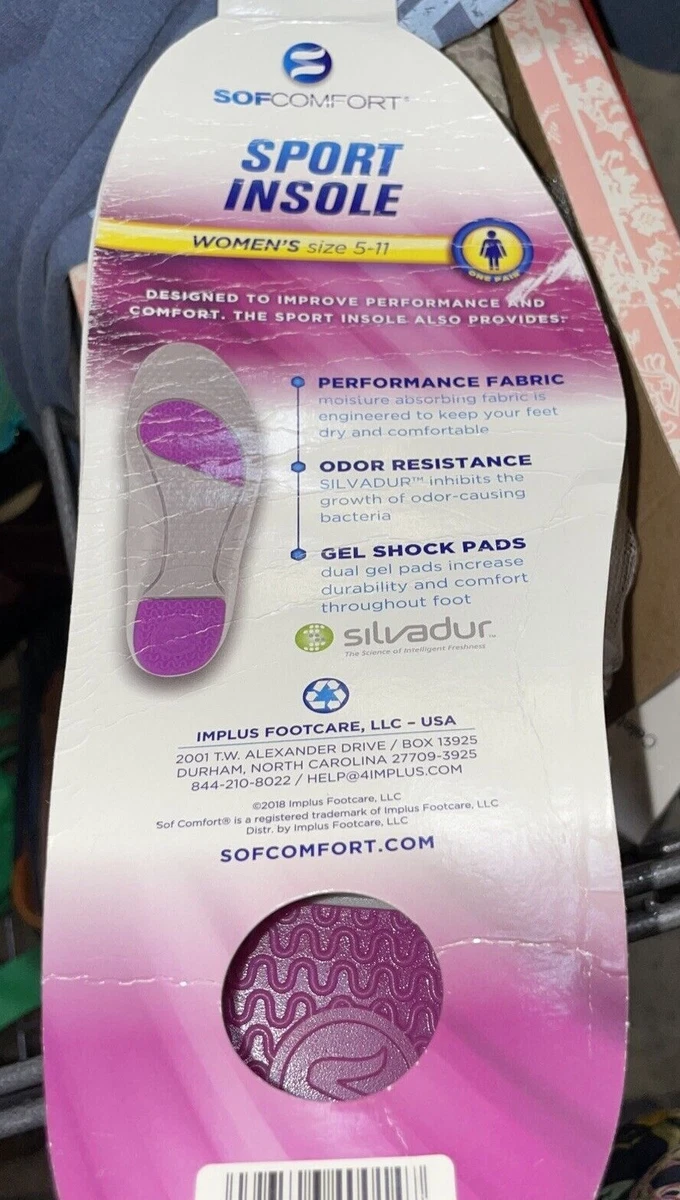 SOFCOMFORT®
SPORT
INSOLE
WOMEN'S size 5-11
ONE PAIR
DESIGNED TO IMPROVE PERFORMANCE AND
COMFORT. THE SPORT INSOLE ALSO PROVIDES:
PERFORMANCE FABRIC
moisture absorbing fabric is
engineered to keep your feet
dry and comfortable
ODOR RESISTANCE
SILVADUR™ inhibits the
growth of odor-causing
bacteria
GEL SHOCK PADS
dual gel pads increase
durability and comfort
throughout foot
silvadur™
The Science of Intelligent Freshness
IMPLUS FOOTCARE, LLC – USA
2001 T.W. ALEXANDER DRIVE / BOX 13925
DURHAM, NORTH CAROLINA 27709-3925
844-210-8022 / HELP@4IMPLUS.COM
©2018 Implus Footcare, LLC
Sof Comfort® is a registered trademark of Implus Footcare, LLC
Distr. by Implus Footcare, LLC
SOFCOMFORT.COM